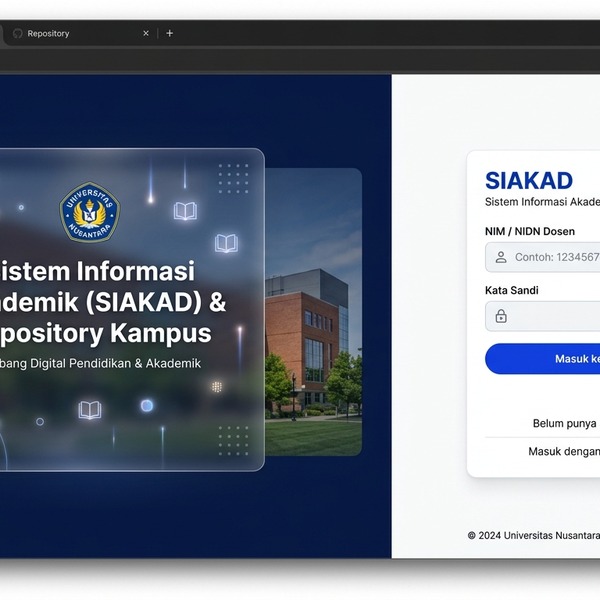 Repository
UNIVERSITAS
NUSANTARA
istem Informasi
ademik (SIAKAD) &
pository Kampus
bang Digital Pendidikan & Akademik
SIAKAD
Sistem Informasi Akade
NIM / NIDN Dosen
Contoh: 1234567
Kata Sandi
Masuk ke
Belum punya
Masuk dengan
© 2024 Universitas Nusantara